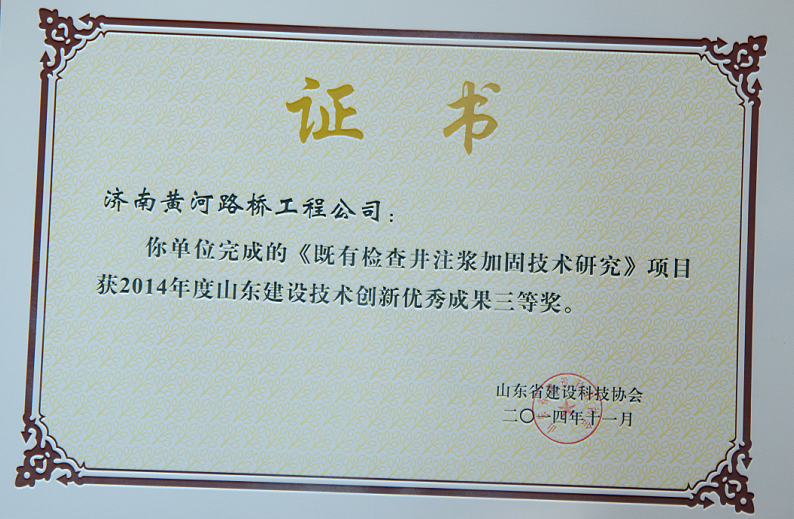 证 书
济南黄河路桥工程公司：
你单位完成的《既有检查井注浆加固技术研究》项目
获2014年度山东建设技术创新优秀成果三等奖。
山东省建设科技协会
二〇一四年十一月